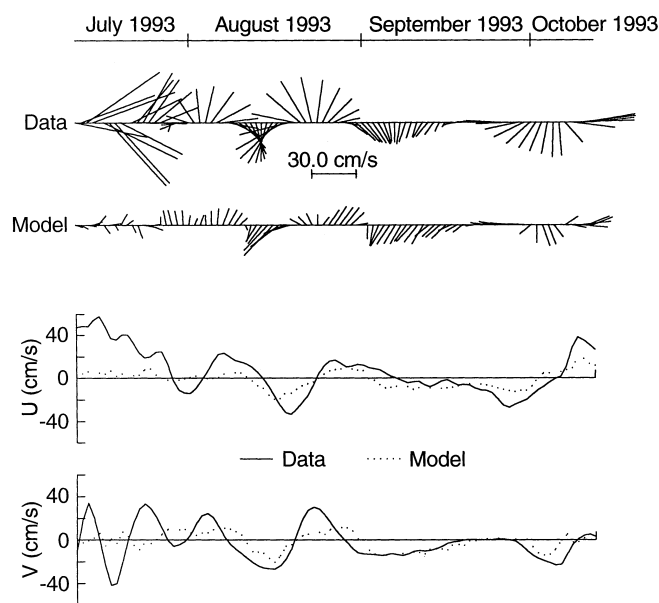 July 1993 August 1993 September 1993 October 1993
Data
30.0 cm/s
Model
40
0
-40
U (cm/s)
Data Model
40
0
-40
V (cm/s)